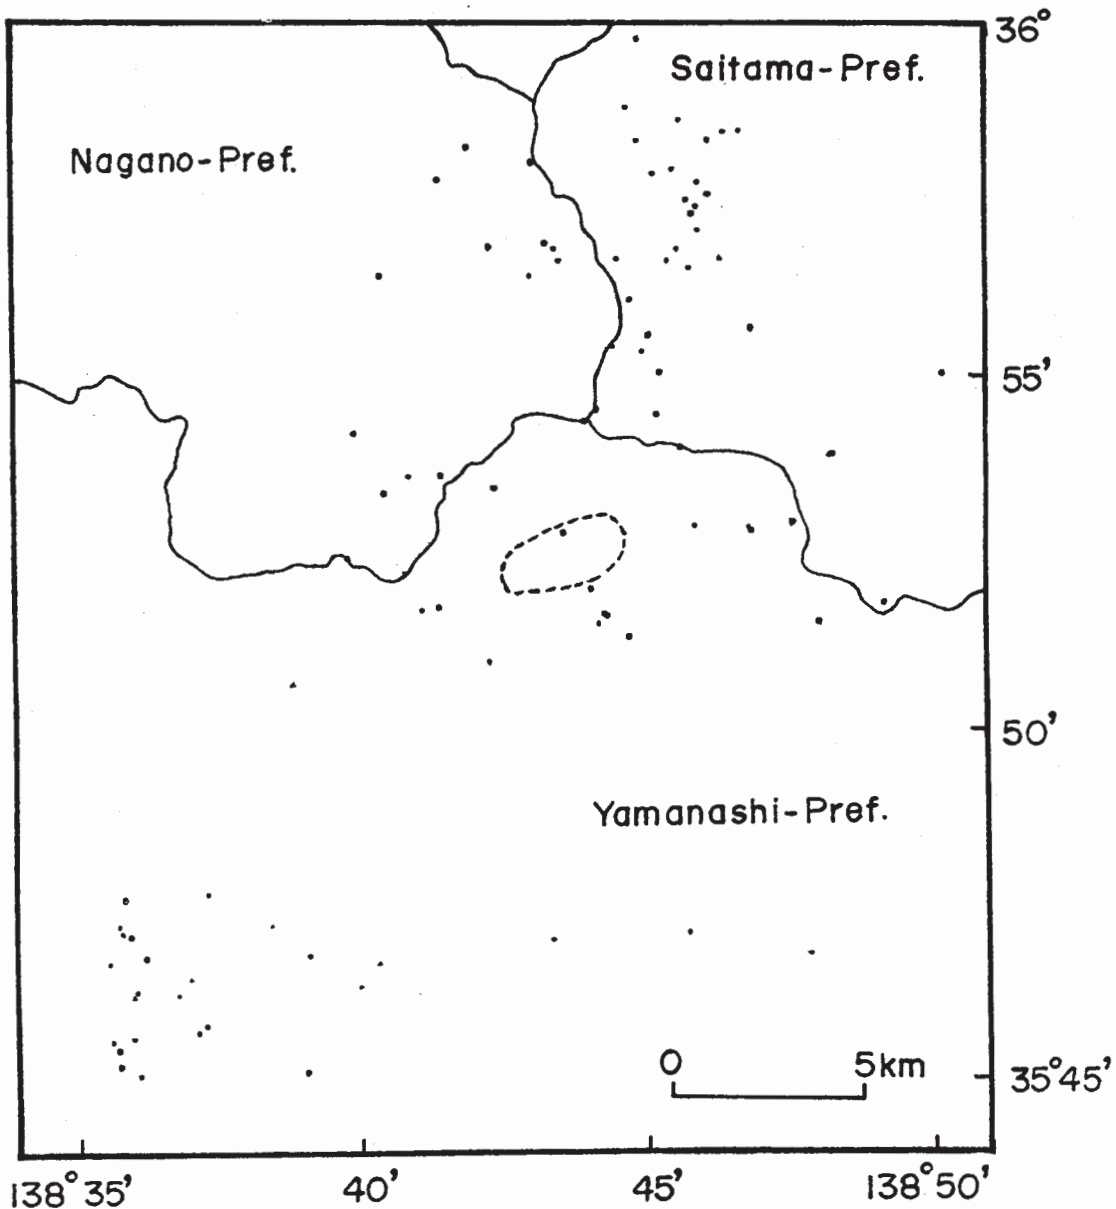 36°
Saitama-Pref.
Nagano-Pref.
55'
50'
Yamanashi-Pref.
0 5km
35°45'
138°35' 40' 45' 138°50'